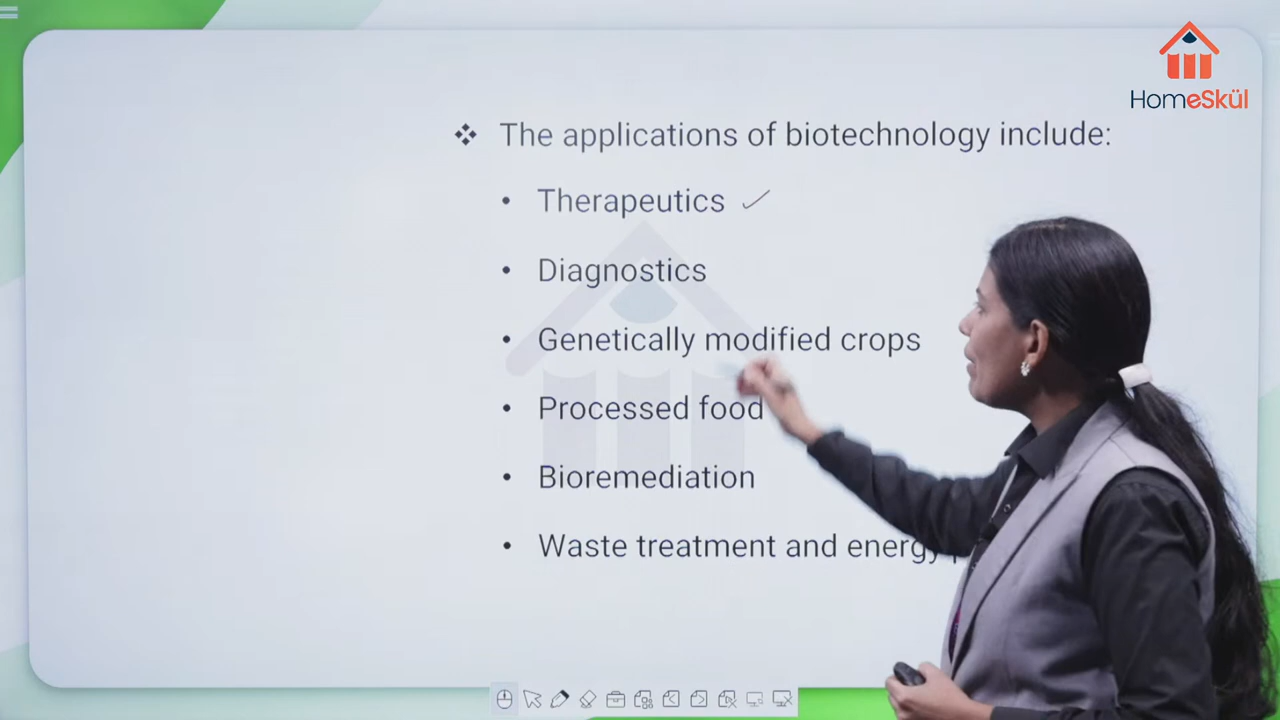 HomeSkül
The applications of biotechnology include:
Therapeutics
Diagnostics
Genetically modified crops
Processed food
Bioremediation
Waste treatment and energy